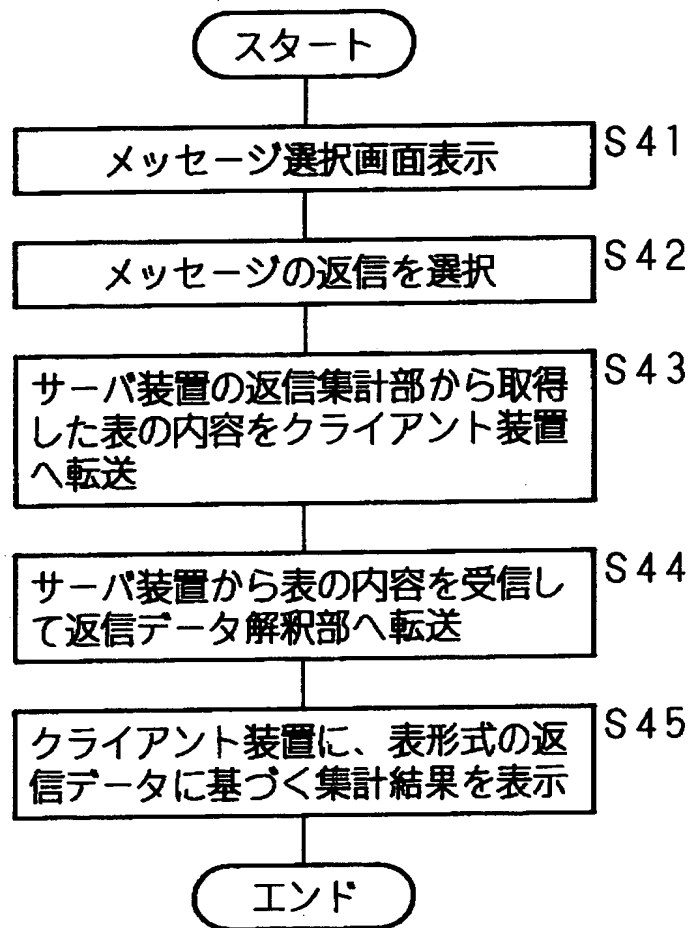 スタート
メッセージ選択画面表示
S41
メッセージの返信を選択
S42
サーバ装置の返信集計部から取得
した表の内容をクライアント装置
へ転送
S43
サーバ装置から表の内容を受信し
て返信データ解釈部へ転送
S44
クライアント装置に、表形式の返
信データに基づく集計結果を表示
S45
エンド